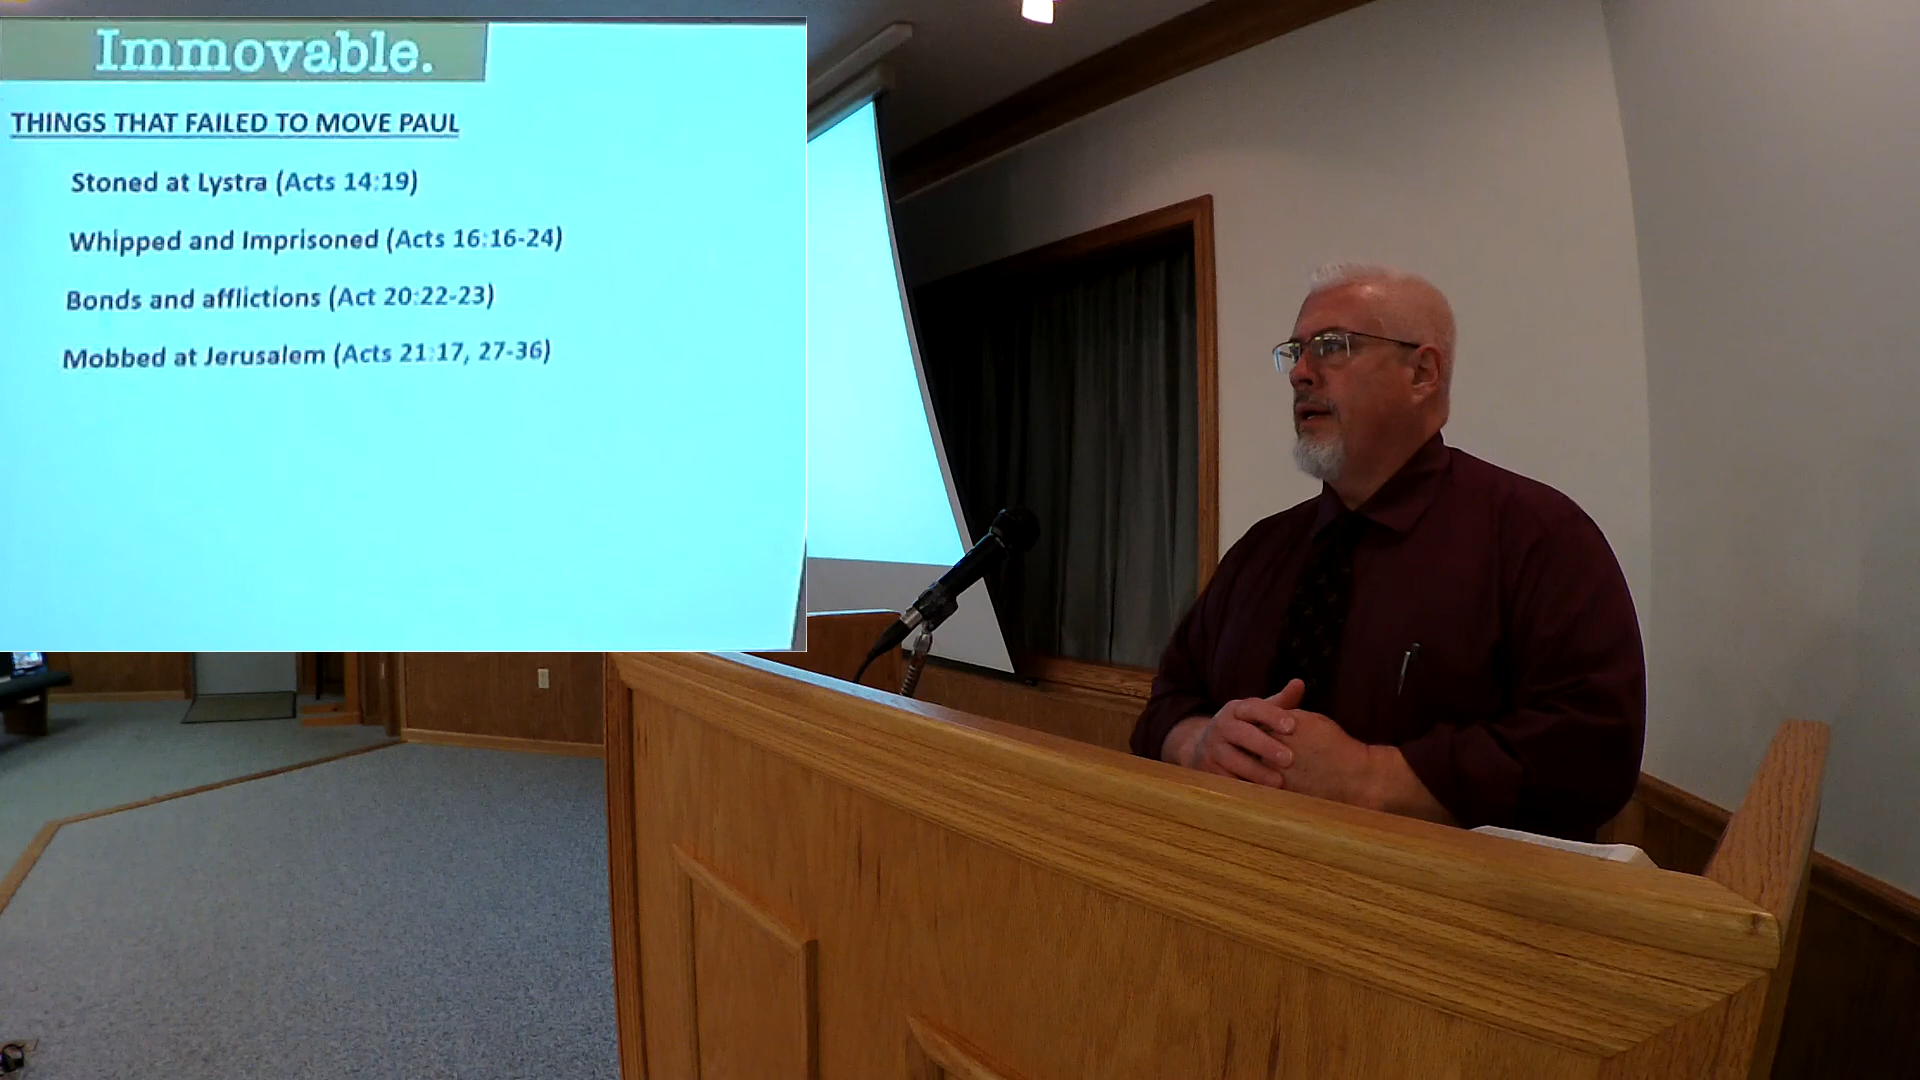 Immovable.
THINGS THAT FAILED TO MOVE PAUL
Stoned at Lystra (Acts 14:19)
Whipped and Imprisoned (Acts 16:16-24)
Bonds and afflictions (Act 20:22-23)
Mobbed at Jerusalem (Acts 21:17, 27-36)